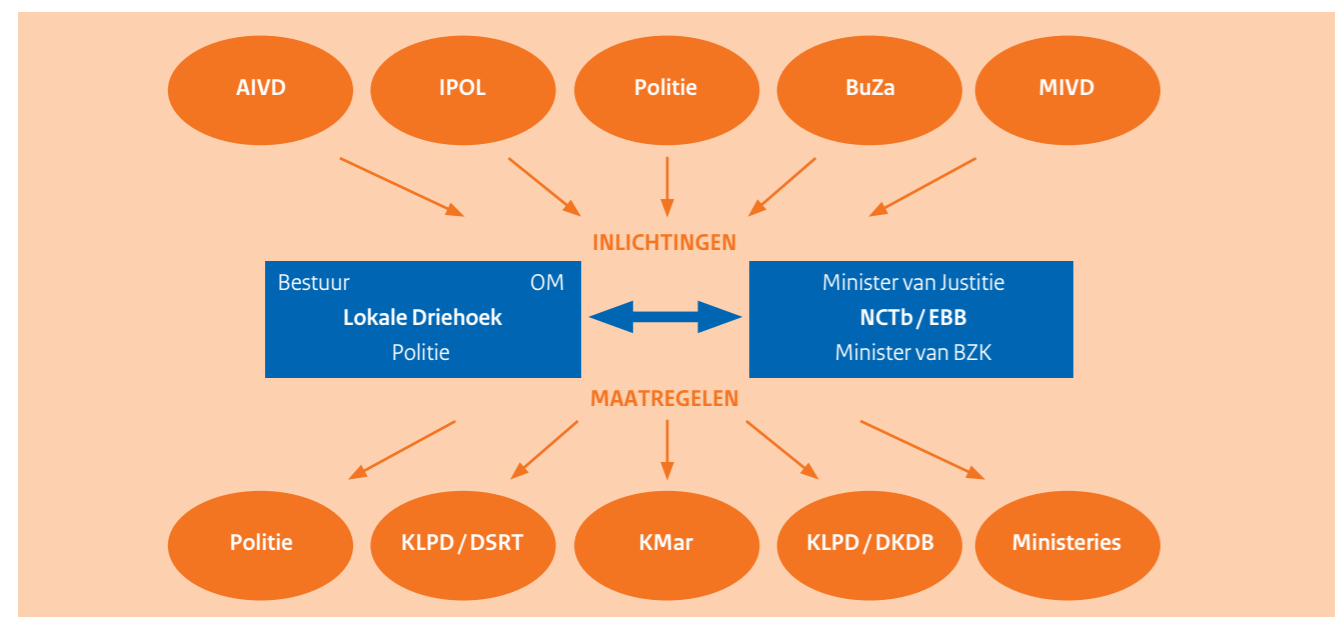 AIVD
IPOL
Politie
BuZa
MIVD
INLICHTINGEN
Bestuur OM
Lokale Driehoek
Politie
Minister van Justitie
NCTb / EBB
Minister van BZK
MAATREGELEN
Politie
KLPD / DSRT
KMar
KLPD / DKDB
Ministeries